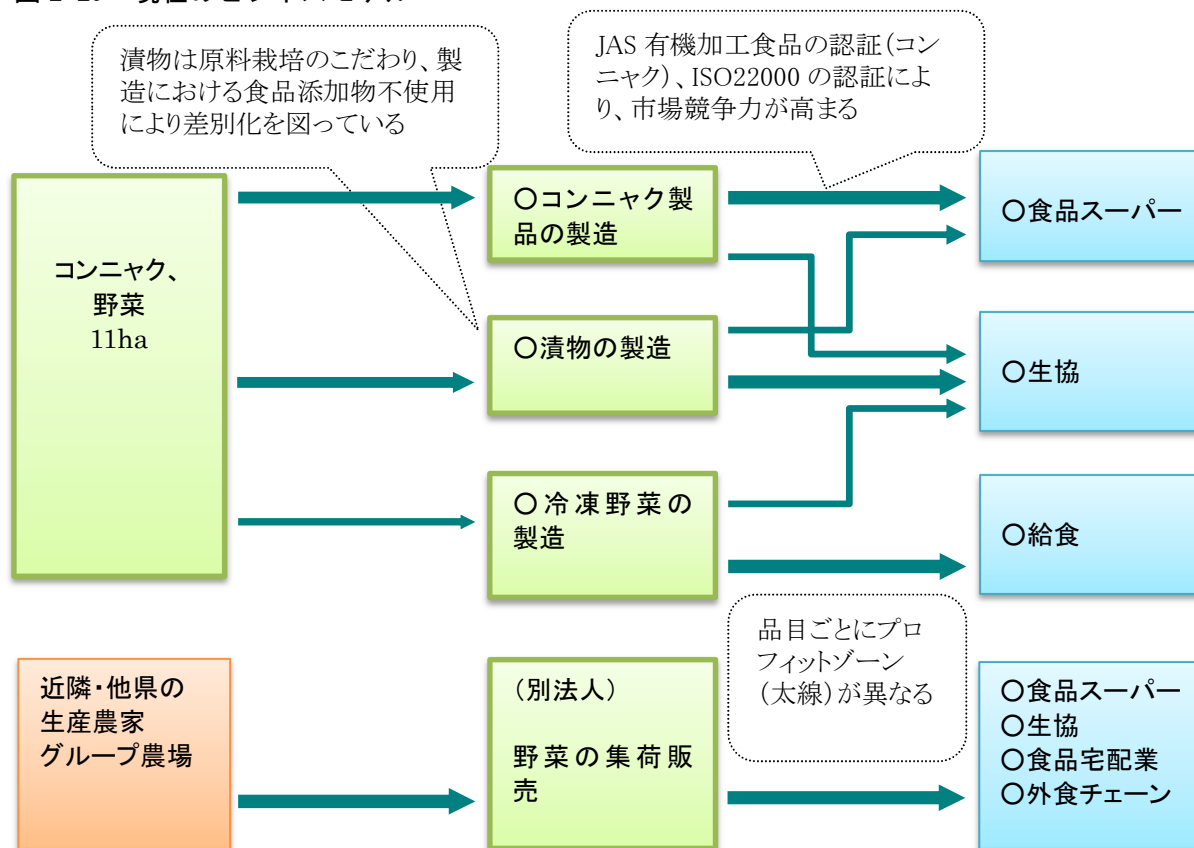 漬物は原料栽培のこだわり、製
造における食品添加物不使用
により差別化を図っている
JAS 有機加工食品の認証(コン
ニャク)、ISO22000 の認証によ
り、市場競争力が高まる
コンニャク、
野菜
11ha
〇コンニャク製
品の製造
〇食品スーパー
〇漬物の製造
〇生協
〇冷凍野菜の
製造
〇給食
品目ごとにプロ
フィットゾーン
(太線)が異なる
近隣・他県の
生産農家
グループ農場
(別法人)
野菜の集荷販
売
〇食品スーパー
〇生協
〇食品宅配業
〇外食チェーン